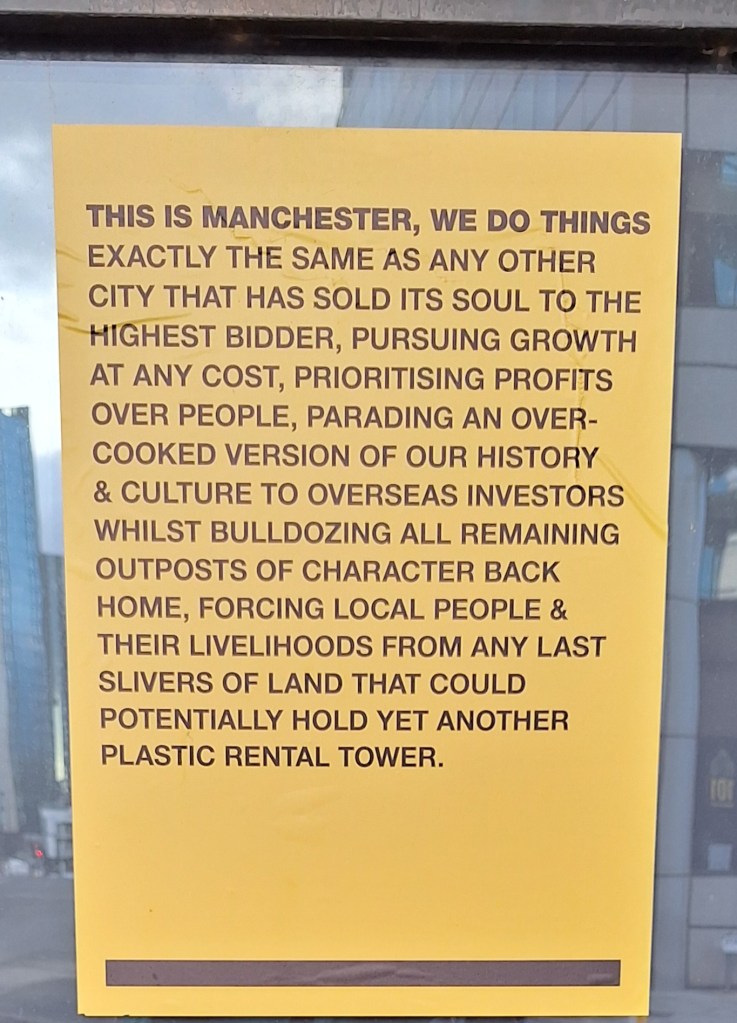 THIS IS MANCHESTER, WE DO THINGS
EXACTLY THE SAME AS ANY OTHER
CITY THAT HAS SOLD ITS SOUL TO THE
HIGHEST BIDDER, PURSUING GROWTH
AT ANY COST, PRIORITISING PROFITS
OVER PEOPLE, PARADING AN OVER-
COOKED VERSION OF OUR HISTORY
& CULTURE TO OVERSEAS INVESTORS
WHILST BULLDOZING ALL REMAINING
OUTPOSTS OF CHARACTER BACK
HOME, FORCING LOCAL PEOPLE &
THEIR LIVELIHOODS FROM ANY LAST
SLIVERS OF LAND THAT COULD
POTENTIALLY HOLD YET ANOTHER
PLASTIC RENTAL TOWER.